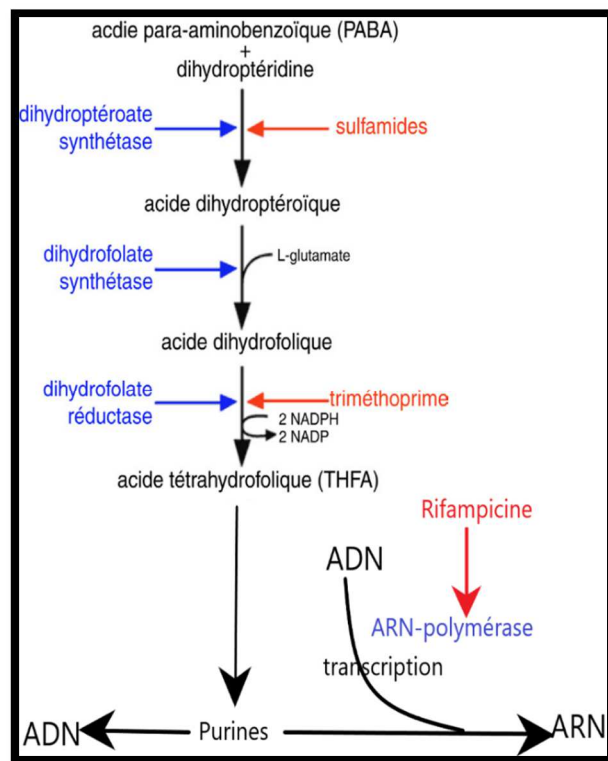 acdie para-aminobenzoïque (PABA)
+
dihydroptéridine
dihydroptéroate
synthétase
sulfamides
acide dihydroptéroïque
dihydrofolate
synthétase
L-glutamate
acide dihydrofolique
dihydrofolate
réductase
triméthoprime
2 NADPH
2 NADP
acide tétrahydrofolique (THFA)
Rifampicine
ADN
ARN-polymérase
transcription
ADN
Purines
ARN